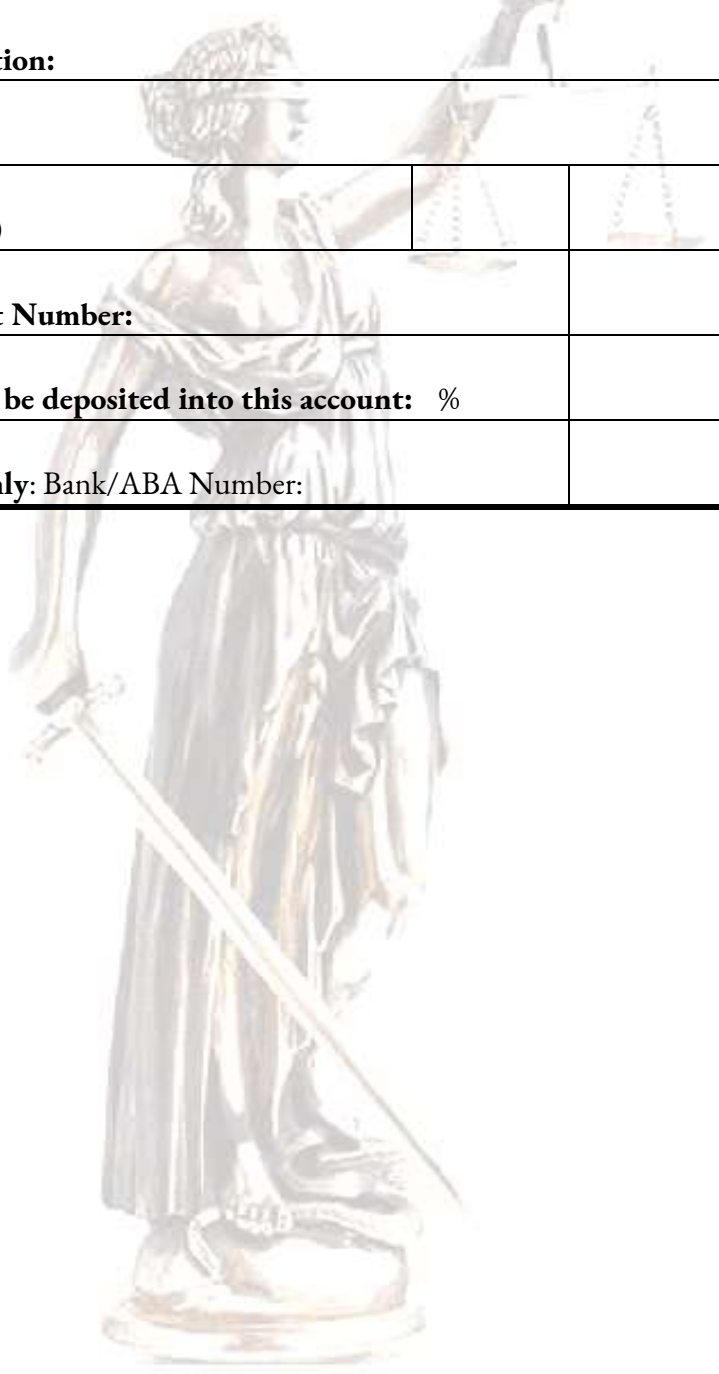 tion:
)
t Number:
be deposited into this account: %
nly: Bank/ABA Number: